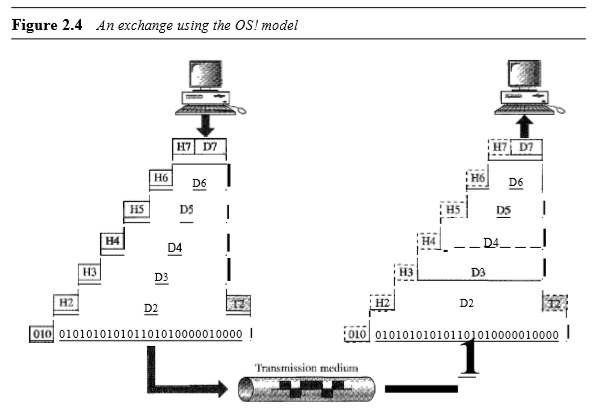 Figure 2.4 An exchange using the OS! model
H7 D7 H7 D7
H6 D6 H6 D6
H5 D5 H5 D5
H4 D4 H4 D4
H3 D3 H3 D3
H2 D2 T2 H2 D2 T2
010 010101010101101010000010000 010 010101010101101010000010000
1
Transmission medium